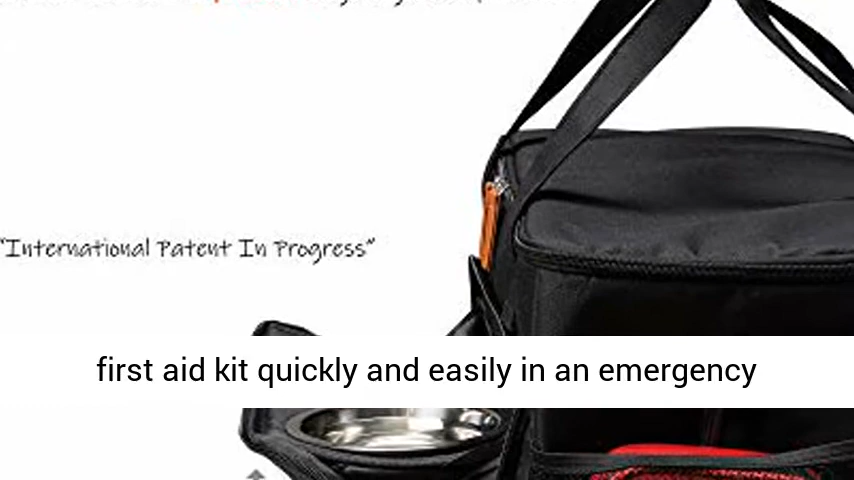 "International Patent In Progress"
first aid kit quickly and easily in an emergency